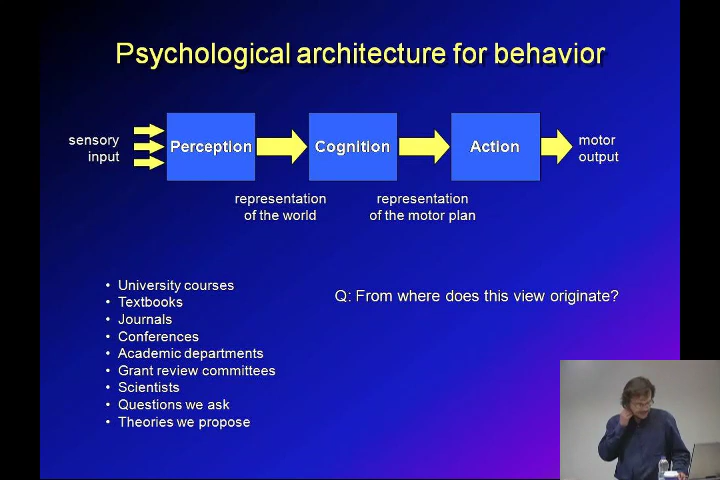 Psychological architecture for behavior
sensory
input
Perception
Cognition
Action
motor
output
representation
of the world
representation
of the motor plan
• University courses
• Textbooks
• Journals
• Conferences
• Academic departments
• Grant review committees
• Scientists
• Questions we ask
• Theories we propose
Q: From where does this view originate?